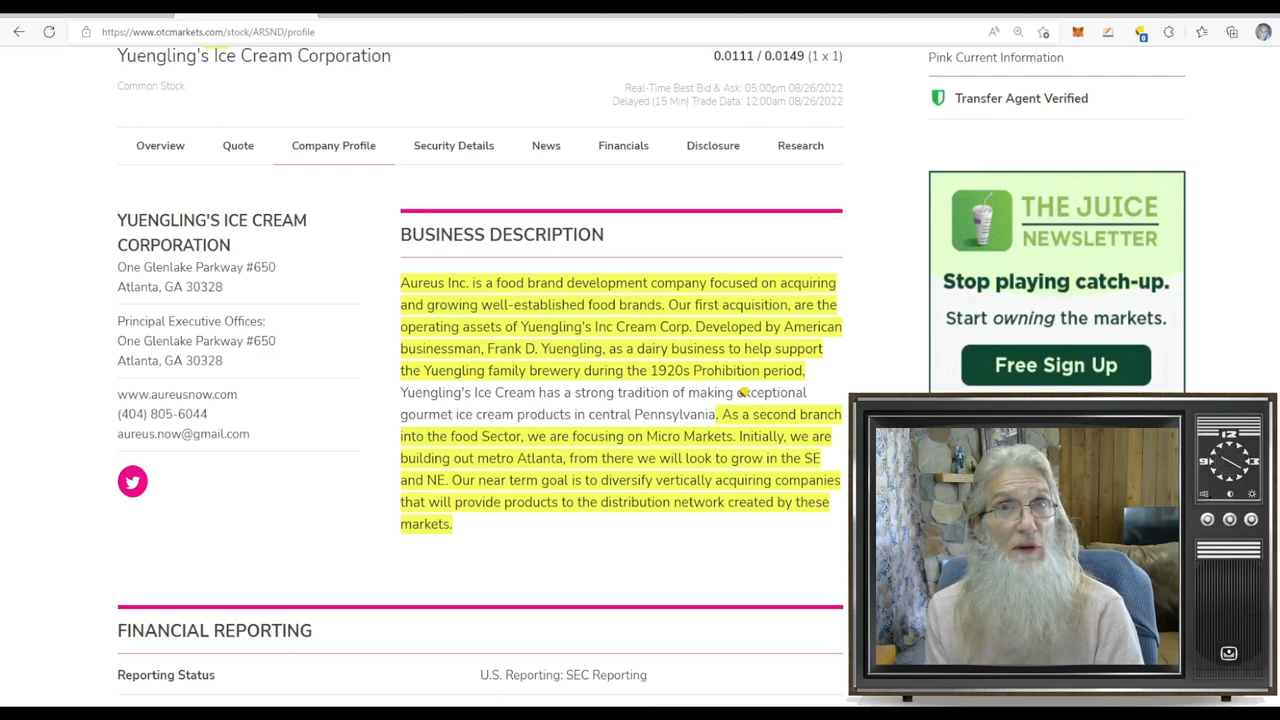 https://www.otcmarkets.com/stock/ARSND/profile
Yuengling's Ice Cream Corporation
0.0111 / 0.0149 (1 x 1)
Common Stock
Real-Time Best Bid & Ask: 05:00pm 08/26/2022
Delayed (15 Min) Trade Data: 12:00am 08/26/2022
Pink Current Information
Transfer Agent Verified
Overview Quote Company Profile Security Details News Financials Disclosure Research
YUENGLING'S ICE CREAM
CORPORATION
One Glenlake Parkway #650
Atlanta, GA 30328
Principal Executive Offices:
One Glenlake Parkway #650
Atlanta, GA 30328
www.aureusnow.com
(404) 805-6044
aureus.now@gmail.com
BUSINESS DESCRIPTION
Aureus Inc. is a food brand development company focused on acquiring
and growing well-established food brands. Our first acquisition, are the
operating assets of Yuengling's Inc Cream Corp. Developed by American
businessman, Frank D. Yuengling, as a dairy business to help support
the Yuengling family brewery during the 1920s Prohibition period,
Yuengling's Ice Cream has a strong tradition of making exceptional
gourmet ice cream products in central Pennsylvania. As a second branch
into the food Sector, we are focusing on Micro Markets. Initially, we are
building out metro Atlanta, from there we will look to grow in the SE
and NE. Our near term goal is to diversify vertically acquiring companies
that will provide products to the distribution network created by these
markets.
THE JUICE
NEWSLETTER
Stop playing catch-up.
Start owning the markets.
Free Sign Up
12
9 3
FINANCIAL REPORTING
Reporting Status U.S. Reporting: SEC Reporting